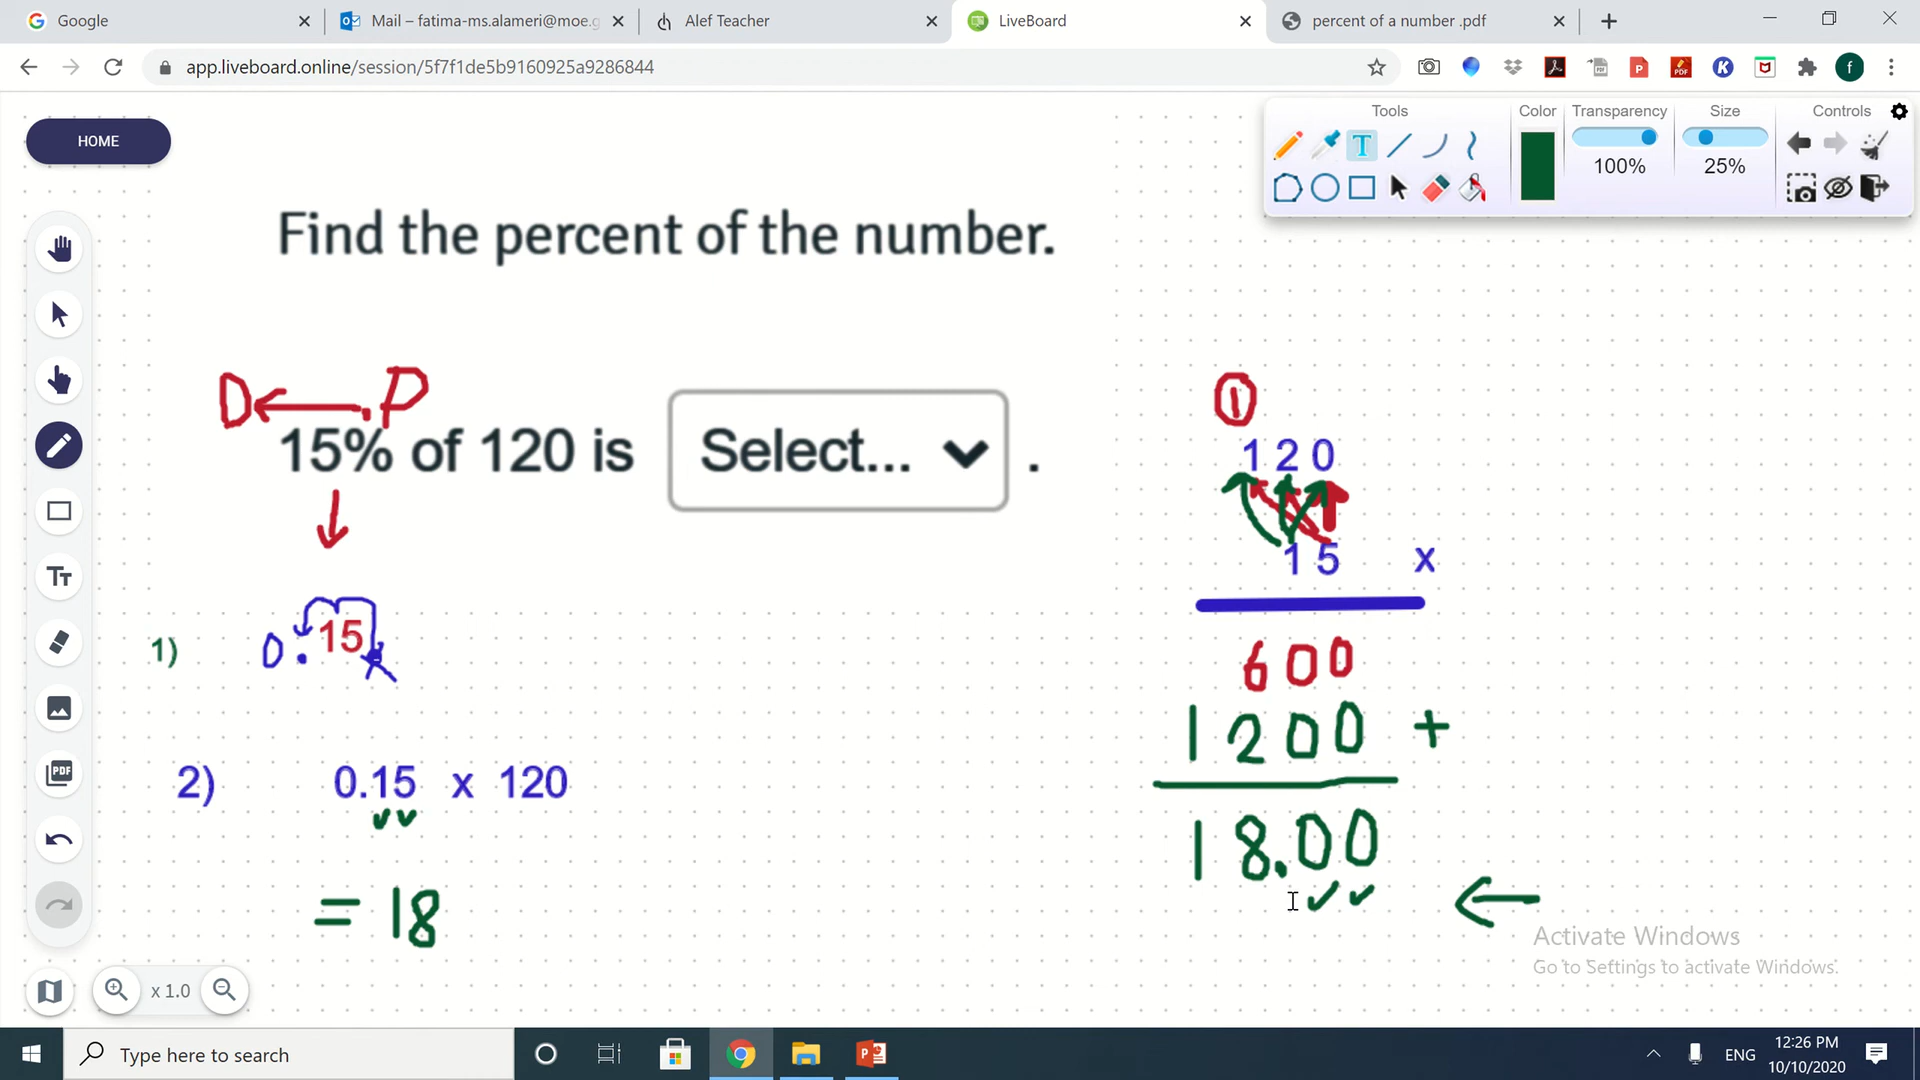 Google
Mail – fatima-ms.alameri@moe.g
Alef Teacher
LiveBoard
percent of a number .pdf
app.liveboard.online/session/5f7f1de5b9160925a9286844
f
HOME
Tools
Color
Transparency
Size
Controls
T
100%
25%
Find the percent of the number.
D ← .P
15% of 120 is Select... .
1) 0.15
2) 0.15 x 120
= 18
①
120
15 x
600
1200 +
18.00
Tт
PDF
x 1.0
Activate Windows
Go to Settings to activate Windows.
Type here to search
ENG
12:26 PM
10/10/2020